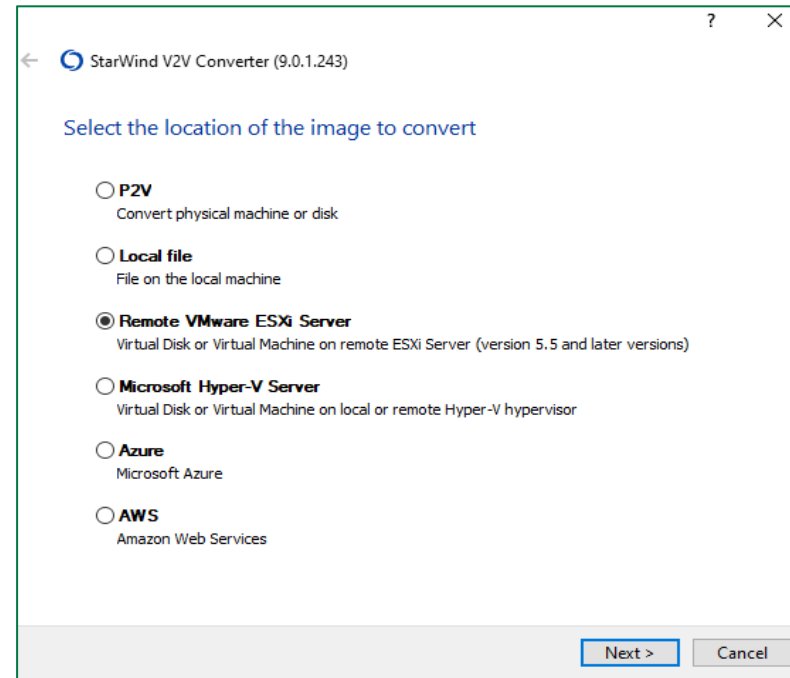 ?
StarWind V2V Converter (9.0.1.243)
Select the location of the image to convert
P2V
Convert physical machine or disk
Local file
File on the local machine
Remote VMware ESXi Server
Virtual Disk or Virtual Machine on remote ESXi Server (version 5.5 and later versions)
Microsoft Hyper-V Server
Virtual Disk or Virtual Machine on local or remote Hyper-V hypervisor
Azure
Microsoft Azure
AWS
Amazon Web Services
Next > Cancel